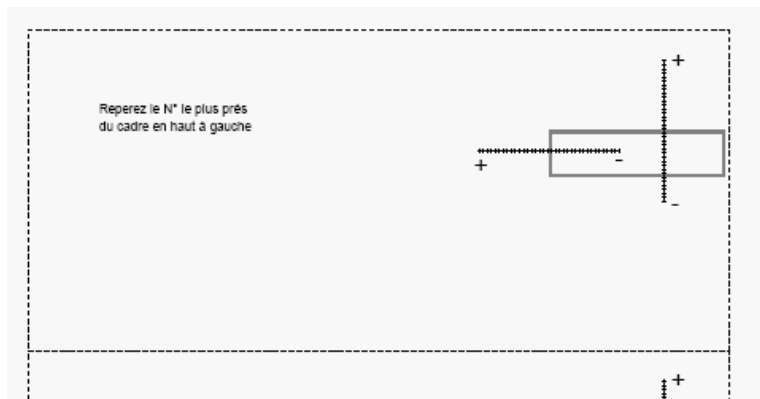 Reperez le N° le plus près
du cadre en haut à gauche
+
+
-
-
+